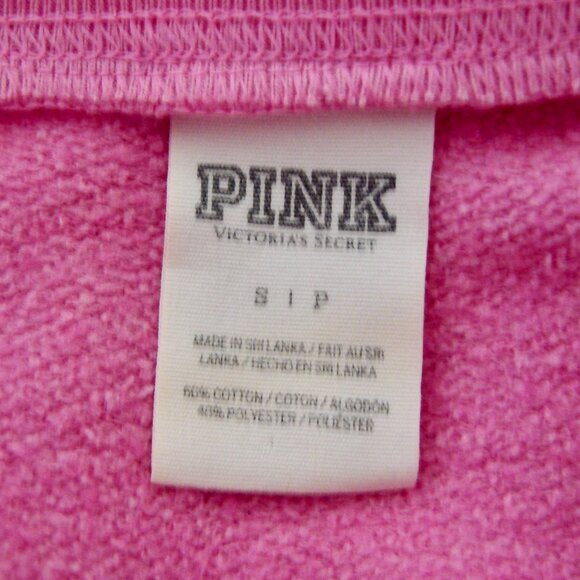 PINK
VICTORIA'S SECRET
S | P
MADE IN SRI LANKA / FAIT AU SRI
LANKA / HECHO EN SRI LANKA
60% COTTON / COTON / ALGODÓN
40% POLYESTER / POLIÉSTER